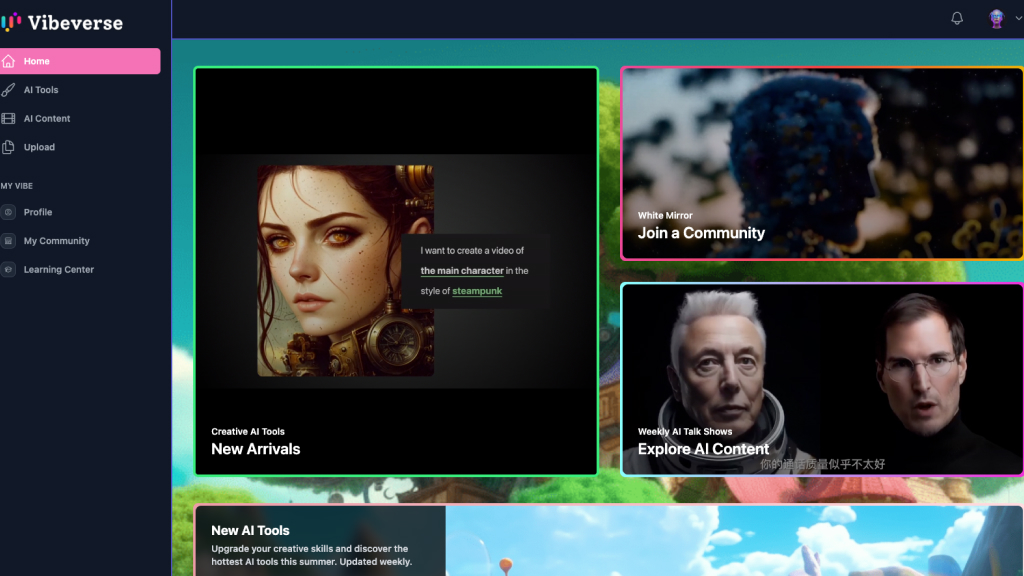 Vibeverse
Home
AI Tools
AI Content
Upload
MY VIBE
Profile
My Community
Learning Center
I want to create a video of
the main character in the
style of steampunk
Creative AI Tools
New Arrivals
White Mirror
Join a Community
Weekly AI Talk Shows
Explore AI Content
你的通话质量似乎不太好
New AI Tools
Upgrade your creative skills and discover the
hottest AI tools this summer. Updated weekly.